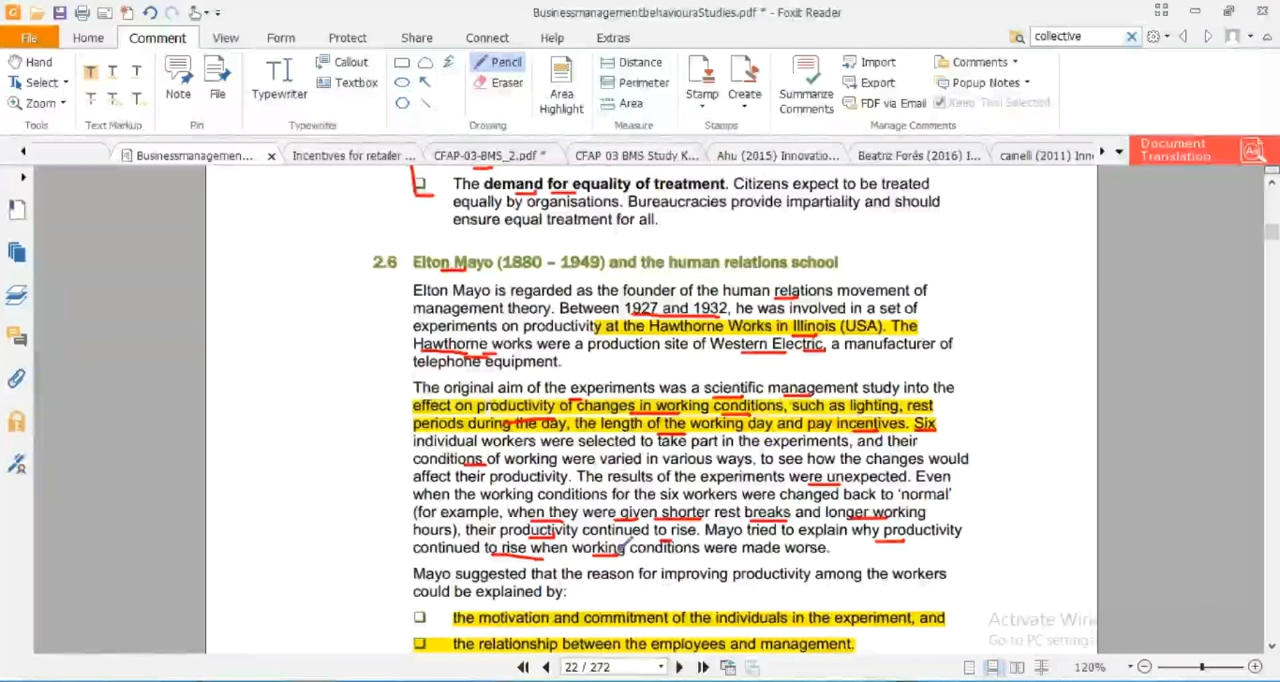 BusinessmanagementbehaviouraStudies.pdf * - Foxit Reader
File Home Comment View Form Protect Share Connect Help Extras collective
Hand
Select
Zoom
Tools
T T T
T T T
Text Markup
Note
File
Pin
Typewriter
Callout
Textbox
Typewriter
Pencil
Eraser
Drawing
Area
Highlight
Distance
Perimeter
Area
Measure
Stamp
Create
Stamps
Summarize
Comments
Import
Export
FDF via Email
Comments
Popup Notes
Keep Tool Selected
Manage Comments
Businessmanagemen... x Incentives for retailer ... CFAP-03-BMS_2.pdf * CFAP 03 BMS Study K... Ahu (2015) Innovatio... Beatriz Forés (2016) I... canell (2011) Inn
Document
Translation
The demand for equality of treatment. Citizens expect to be treated
equally by organisations. Bureaucracies provide impartiality and should
ensure equal treatment for all.
2.6 Elton Mayo (1880 – 1949) and the human relations school
Elton Mayo is regarded as the founder of the human relations movement of
management theory. Between 1927 and 1932, he was involved in a set of
experiments on productivity at the Hawthorne Works in Illinois (USA). The
Hawthorne works were a production site of Western Electric, a manufacturer of
telephone equipment.
The original aim of the experiments was a scientific management study into the
effect on productivity of changes in working conditions, such as lighting, rest
periods during the day, the length of the working day and pay incentives. Six
individual workers were selected to take part in the experiments, and their
conditions of working were varied in various ways, to see how the changes would
affect their productivity. The results of the experiments were unexpected. Even
when the working conditions for the six workers were changed back to ‘normal’
(for example, when they were given shorter rest breaks and longer working
hours), their productivity continued to rise. Mayo tried to explain why productivity
continued to rise when working conditions were made worse.
Mayo suggested that the reason for improving productivity among the workers
could be explained by:
the motivation and commitment of the individuals in the experiment, and
the relationship between the employees and management.
Activate Win
Go to PC setting
22 / 272
120%